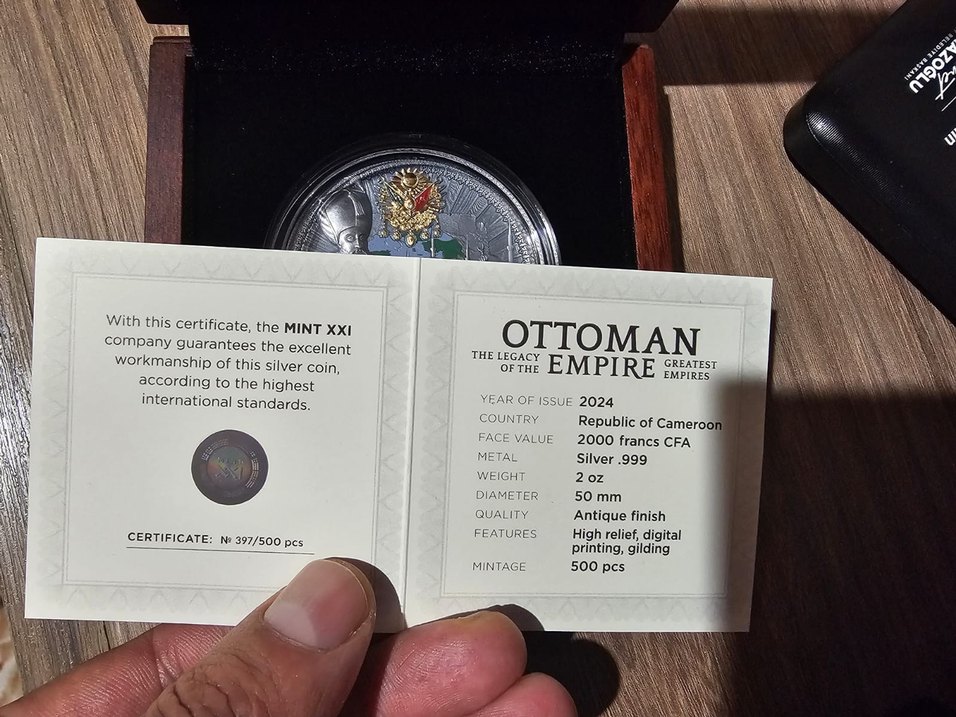 With this certificate, the MINT XXI
company guarantees the excellent
workmanship of this silver coin,
according to the highest
international standards.
CERTIFICATE: № 397/500 pcs
OTTOMAN
THE LEGACY OF THE EMPIRE GREATEST EMPIRES
YEAR OF ISSUE 2024
COUNTRY Republic of Cameroon
FACE VALUE 2000 francs CFA
METAL Silver .999
WEIGHT 2 oz
DIAMETER 50 mm
QUALITY Antique finish
FEATURES High relief, digital
printing, gilding
MINTAGE 500 pcs
BELEDİYE BAŞKANI